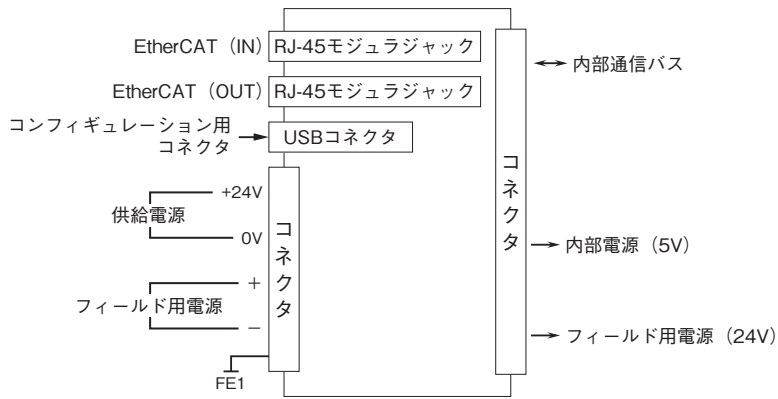 EtherCAT（IN） RJ-45モジュラジャック
EtherCAT（OUT） RJ-45モジュラジャック
コンフィギュレーション用
コネクタ
USBコネクタ
供給電源
+24V
0V
フィールド用電源
+
−
FE1
コネクタ
コネクタ
内部通信バス
内部電源（5V）
フィールド用電源（24V）